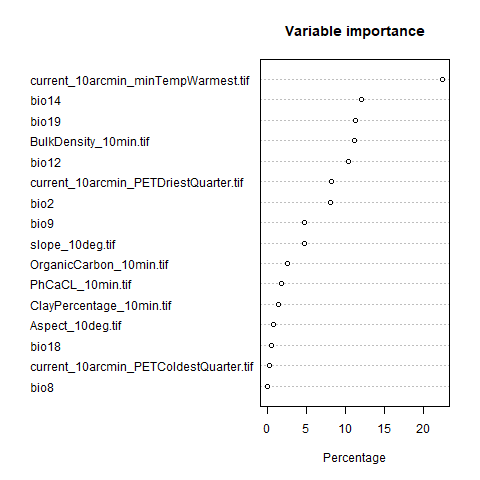 Variable importance
current_10arcmin_minTempWarmest.tif
bio14
bio19
BulkDensity_10min.tif
bio12
current_10arcmin_PETDriestQuarter.tif
bio2
bio9
slope_10deg.tif
OrganicCarbon_10min.tif
PhCaCL_10min.tif
ClayPercentage_10min.tif
Aspect_10deg.tif
bio18
current_10arcmin_PETColdestQuarter.tif
bio8
0 5 10 15 20
Percentage